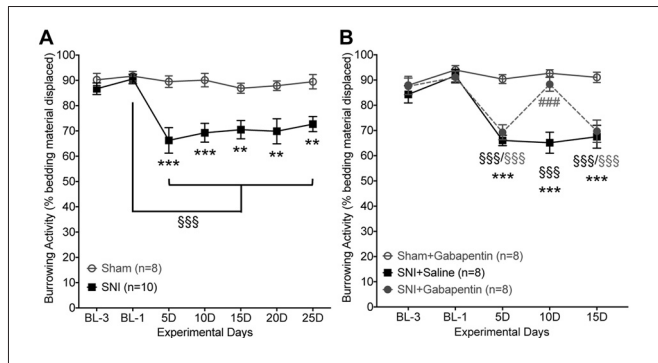 A
B
Burrowing Activity (% bedding material displaced)
100
90
80
70
60
50
40
30
20
10
0
***
***
**
**
**
§§§
Sham (n=8)
SNI (n=10)
BL-3 BL-1 5D 10D 15D 20D 25D
Experimental Days
Burrowing Activity (% bedding material displaced)
100
90
80
70
60
50
40
30
20
10
0
###
§§§/§§§
***
§§§
***
§§§/§§§
***
Sham+Gabapentin (n=8)
SNI+Saline (n=8)
SNI+Gabapentin (n=8)
BL-3 BL-1 5D 10D 15D
Experimental Days